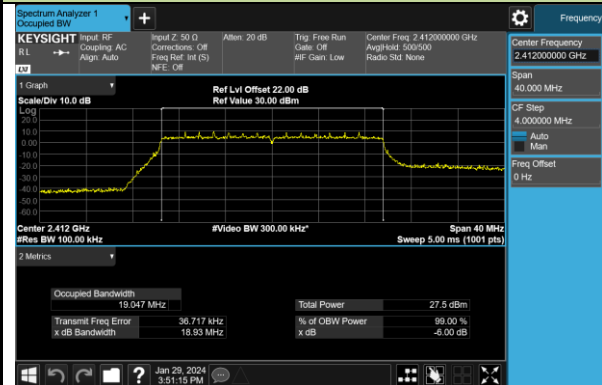 Spectrum Analyzer 1
Occupied BW
+
Frequency
KEYSIGHT
RL
LXI
Input: RF
Coupling: AC
Align: Auto
Input Z: 50 Ω
Corrections: Off
Freq Ref: Int (S)
NFE: Off
Atten: 20 dB
Trig: Free Run
Gate: Off
#IF Gain: Low
Center Freq: 2.412000000 GHz
Avg|Hold: 500/500
Radio Std: None
Center Frequency
2.412000000 GHz
Span
40.000 MHz
CF Step
4.000000 MHz
Auto
Man
Freq Offset
0 Hz
1 Graph
Scale/Div 10.0 dB
Ref Lvl Offset 22.00 dB
Ref Value 30.00 dBm
Log
20.0
10.0
0.00
-10.0
-20.0
-30.0
-40.0
-50.0
-60.0
Center 2.412 GHz
#Video BW 300.00 kHz*
Span 40 MHz
#Res BW 100.00 kHz
Sweep 5.00 ms (1001 pts)
2 Metrics
Occupied Bandwidth
19.047 MHz
Total Power 27.5 dBm
Transmit Freq Error 36.717 kHz
% of OBW Power 99.00 %
x dB Bandwidth 18.93 MHz
x dB -6.00 dB
?
Jan 29, 2024
3:51:15 PM